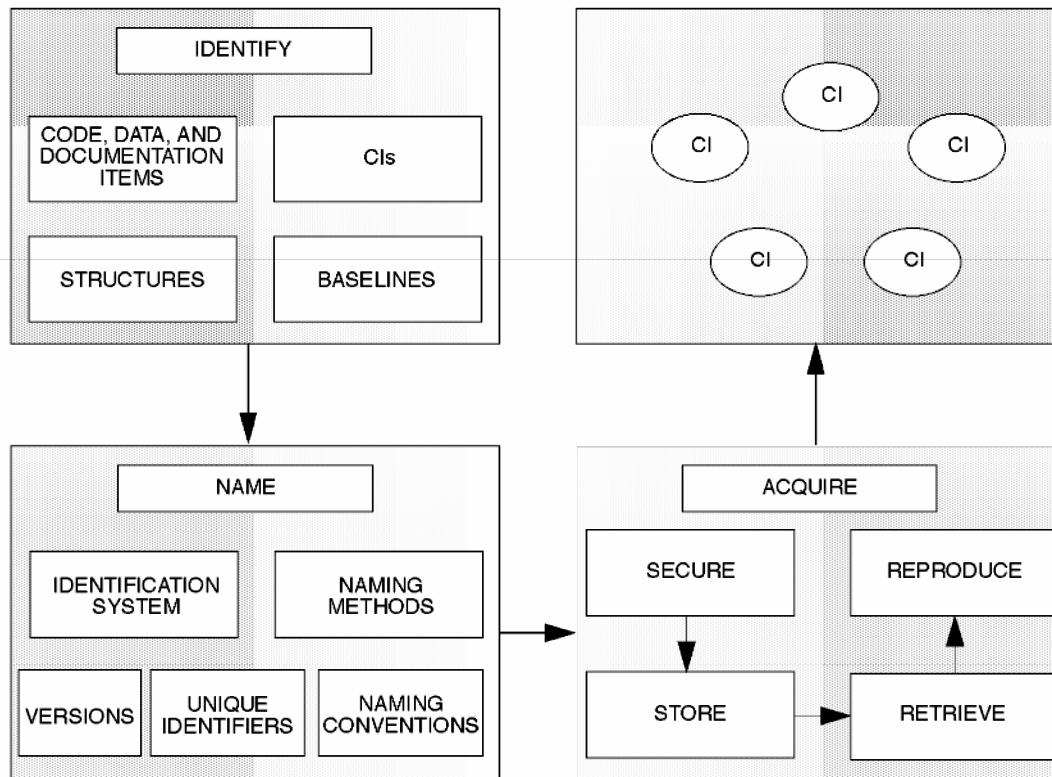 IDENTIFY
CODE, DATA, AND
DOCUMENTATION
ITEMS
CIs
STRUCTURES
BASELINES
CI
CI
CI
CI
CI
NAME
IDENTIFICATION
SYSTEM
NAMING
METHODS
VERSIONS
UNIQUE
IDENTIFIERS
NAMING
CONVENTIONS
ACQUIRE
SECURE
REPRODUCE
STORE
RETRIEVE